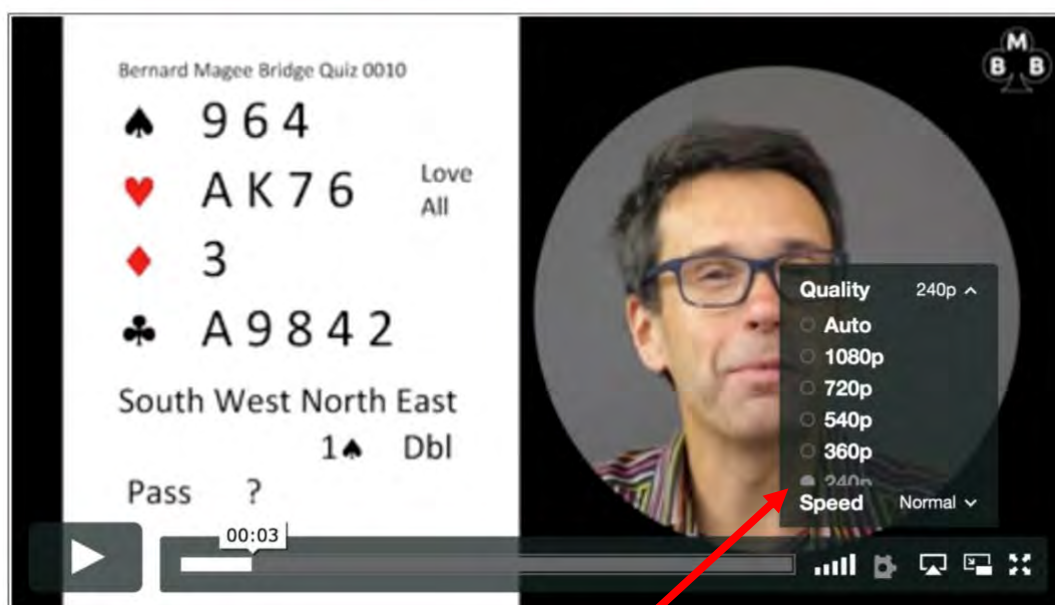 Bernard Magee Bridge Quiz 0010
M
B B
♠ 9 6 4
♥ A K 7 6
Love
All
♦ 3
♣ A 9 8 4 2
South West North East
1♠ Dbl
Pass ?
Quality 240p
Auto
1080p
720p
540p
360p
240p
Speed Normal
00:03